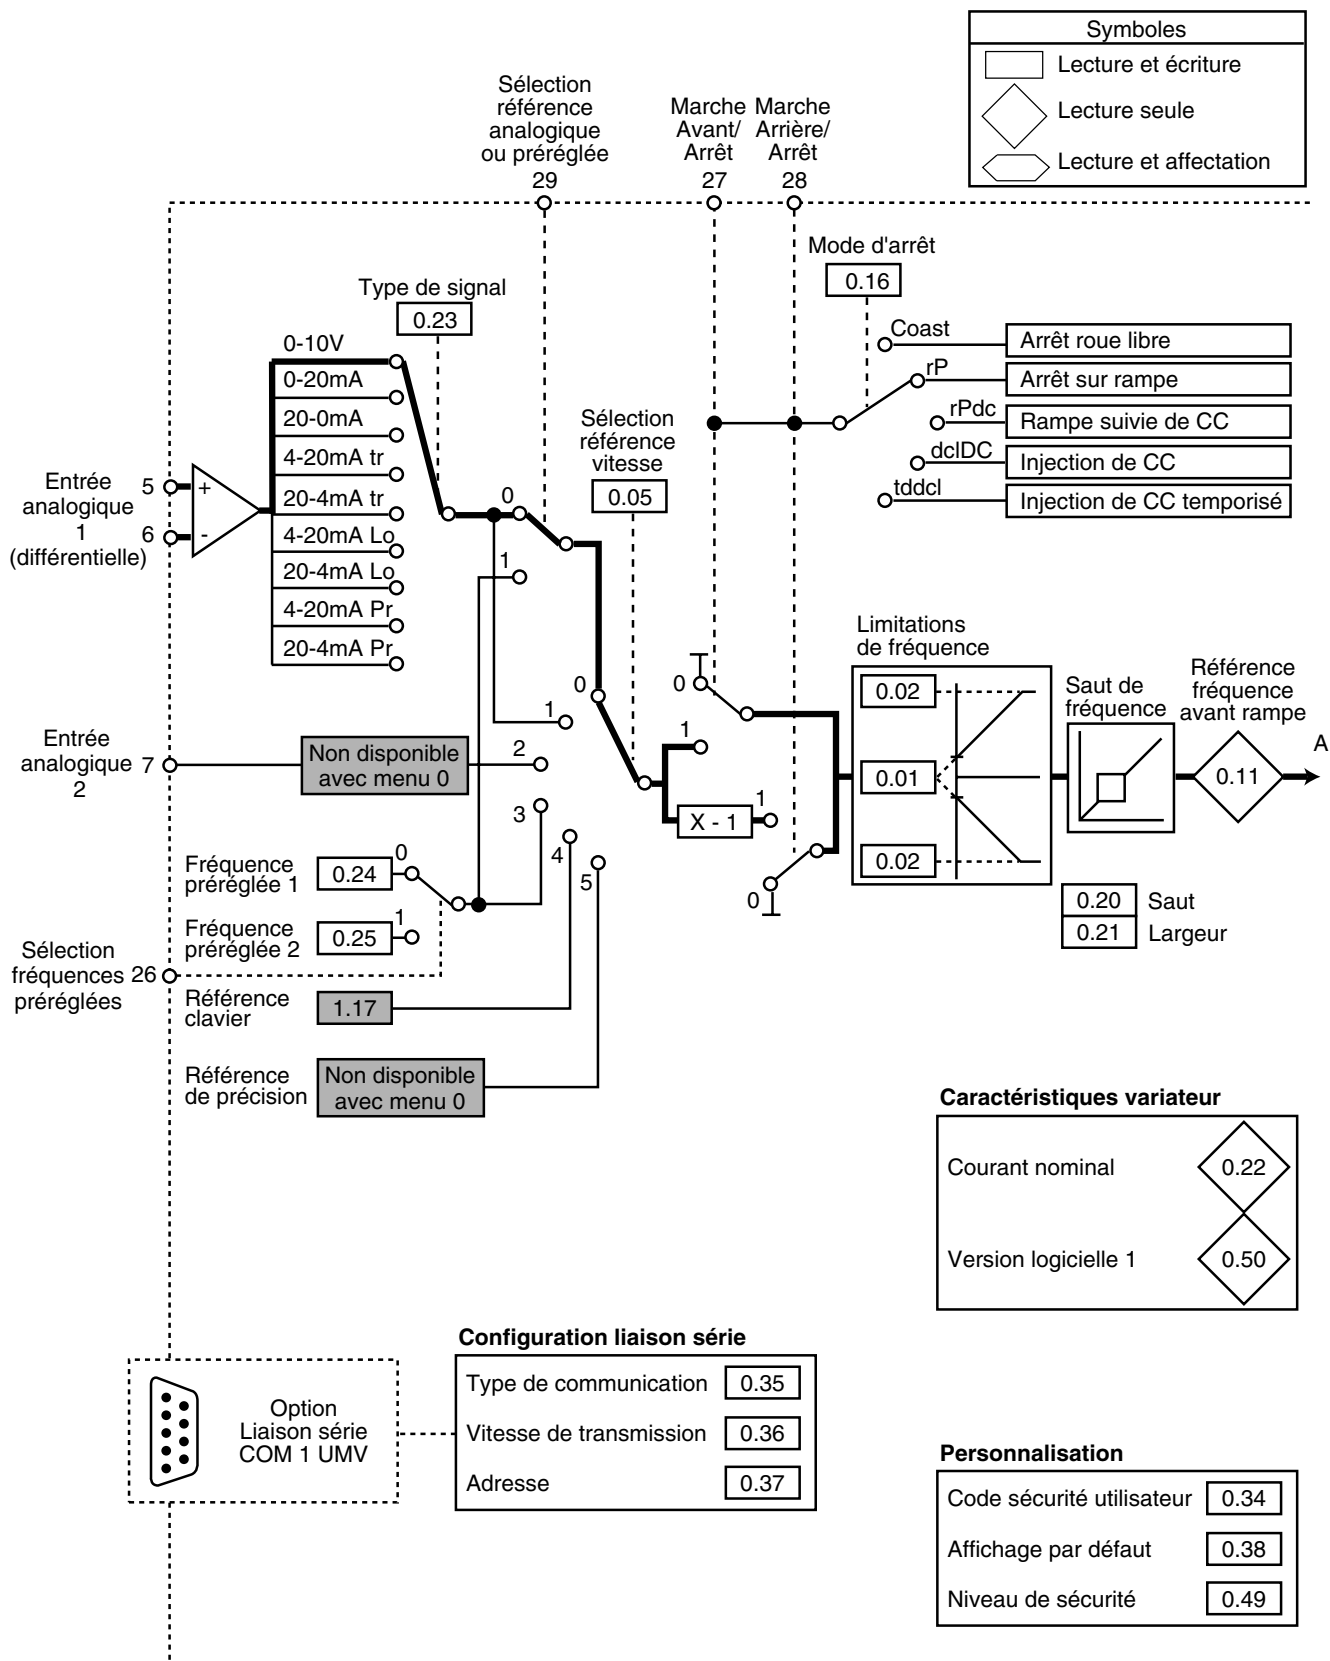 Symboles
Lecture et écriture
Lecture seule
Lecture et affectation
Sélection
référence
analogique
ou préréglée
29
Marche
Avant/
Arrêt
27
Marche
Arrière/
Arrêt
28
Mode d'arrêt
0.16
Coast
Arrêt roue libre
rP
Arrêt sur rampe
rPdc
Rampe suivie de CC
dclDC
Injection de CC
tddcl
Injection de CC temporisé
Type de signal
0.23
0-10V
0-20mA
20-0mA
4-20mA tr
20-4mA tr
4-20mA Lo
20-4mA Lo
4-20mA Pr
20-4mA Pr
Entrée
analogique
1
(différentielle)
5
6
+
-
0
1
Sélection
référence
vitesse
0.05
0
1
2
3
4
5
Entrée
analogique
2
7
Non disponible
avec menu 0
Fréquence
préréglée 1
0.24
0
Fréquence
préréglée 2
0.25
1
Sélection
fréquences
préréglées
26
Référence
clavier
1.17
Référence
de précision
Non disponible
avec menu 0
0
1
X - 1
1
0
Limitations
de fréquence
0.02
0.01
0.02
Saut de
fréquence
Référence
fréquence
avant rampe
0.11
A
0.20 Saut
0.21 Largeur
Caractéristiques variateur
Courant nominal 0.22
Version logicielle 1 0.50
Configuration liaison série
Type de communication 0.35
Vitesse de transmission 0.36
Adresse 0.37
Option
Liaison série
COM 1 UMV
Personnalisation
Code sécurité utilisateur 0.34
Affichage par défaut 0.38
Niveau de sécurité 0.49